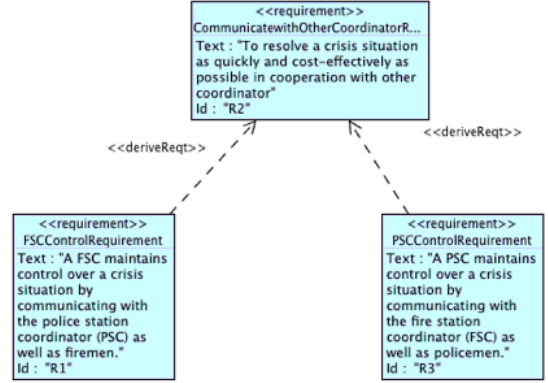 <<requirement>>
CommunicatewithOtherCoordinatorR...
Text : "To resolve a crisis situation
as quickly and cost-effectively as
possible in cooperation with other
coordinator"
Id : "R2"
<<deriveReqt>>
<<deriveReqt>>
<<requirement>>
FSCControlRequirement
Text : "A FSC maintains
control over a crisis
situation by
communicating with
the police station
coordinator (PSC) as
well as firemen."
Id : "R1"
<<requirement>>
PSCControlRequirement
Text : "A PSC maintains
control over a crisis
situation by
communicating with
the fire station
coordinator (FSC) as
well as policemen."
Id : "R3"